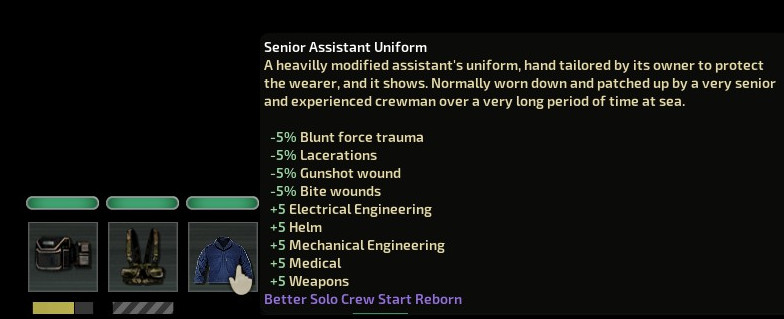 Senior Assistant Uniform
A heavilly modified assistant's uniform, hand tailored by its owner to protect
the wearer, and it shows. Normally worn down and patched up by a very senior
and experienced crewman over a very long period of time at sea.
-5% Blunt force trauma
-5% Lacerations
-5% Gunshot wound
-5% Bite wounds
+5 Electrical Engineering
+5 Helm
+5 Mechanical Engineering
+5 Medical
+5 Weapons
Better Solo Crew Start Reborn